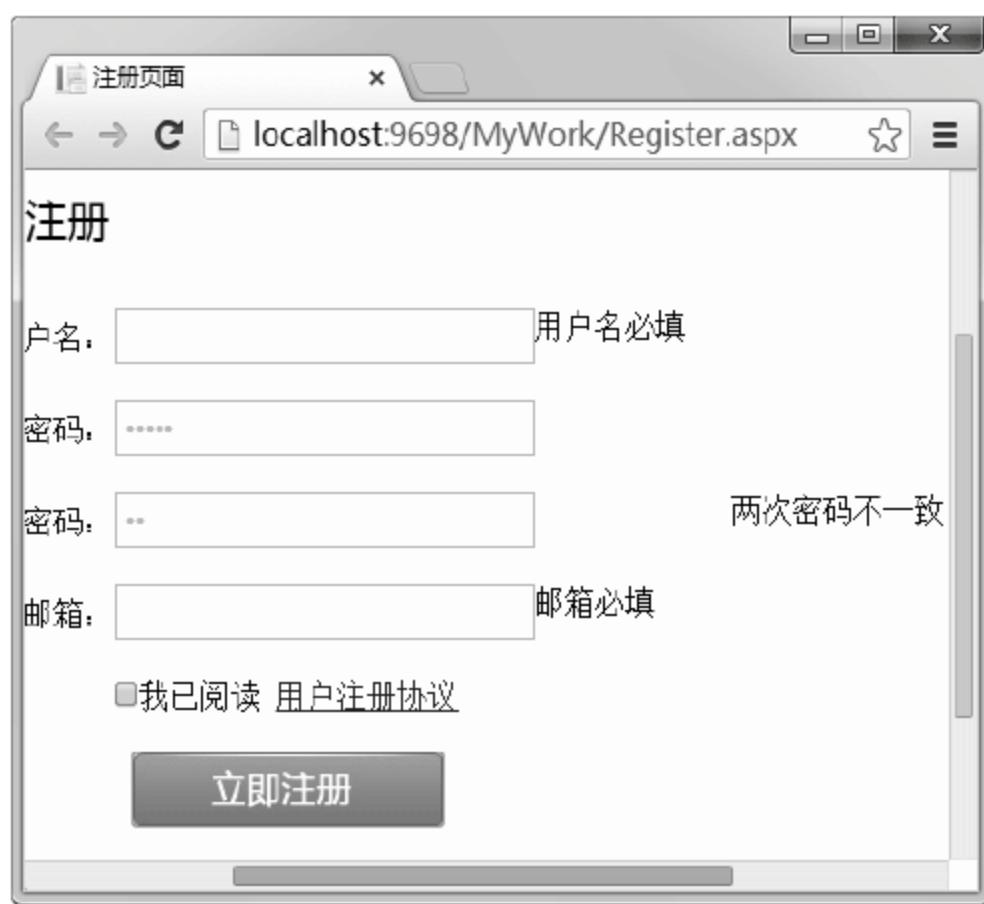 注册页面
localhost:9698/MyWork/Register.aspx
注册
户名：
用户名必填
密码：
密码：
两次密码不一致
邮箱：
邮箱必填
我已阅读 用户注册协议
立即注册